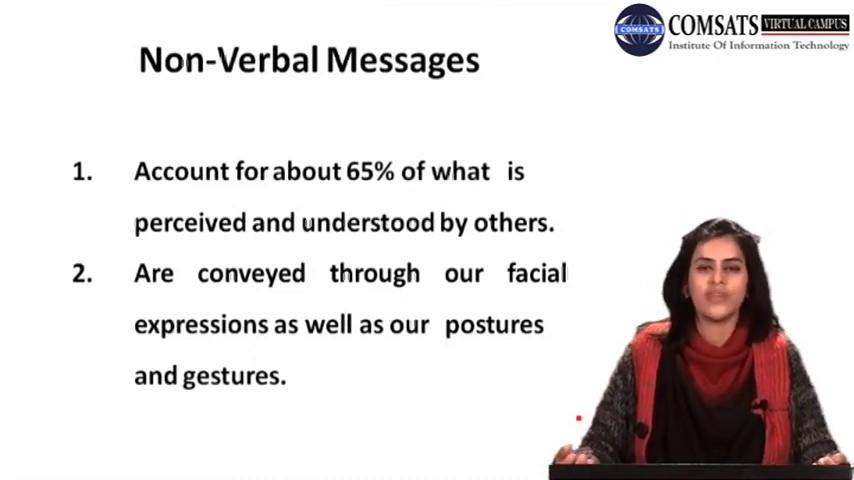 COMSATS VIRTUAL CAMPUS
COMSATS
Institute Of Information Technology
Non-Verbal Messages
1. Account for about 65% of what is
perceived and understood by others.
2. Are conveyed through our facial
expressions as well as our postures
and gestures.